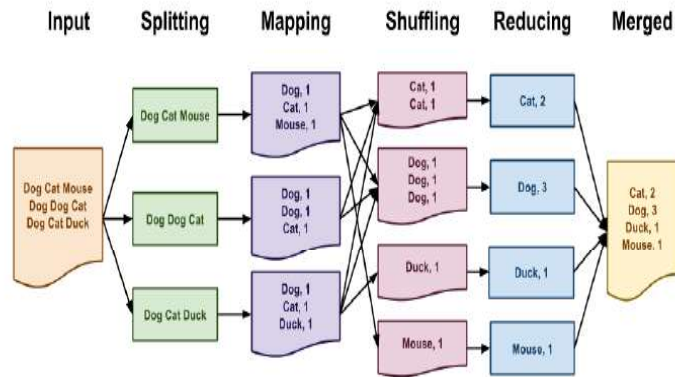 Input Splitting Mapping Shuffling Reducing Merged
Dog Cat Mouse
Dog Dog Cat
Dog Cat Duck
Dog Cat Mouse
Dog Dog Cat
Dog Cat Duck
Dog, 1
Cat, 1
Mouse, 1
Dog, 1
Dog, 1
Cat, 1
Dog, 1
Cat, 1
Duck, 1
Cat, 1
Cat, 1
Dog, 1
Dog, 1
Dog, 1
Duck, 1
Mouse, 1
Cat, 2
Dog, 3
Duck, 1
Mouse, 1
Cat, 2
Dog, 3
Duck, 1
Mouse. 1